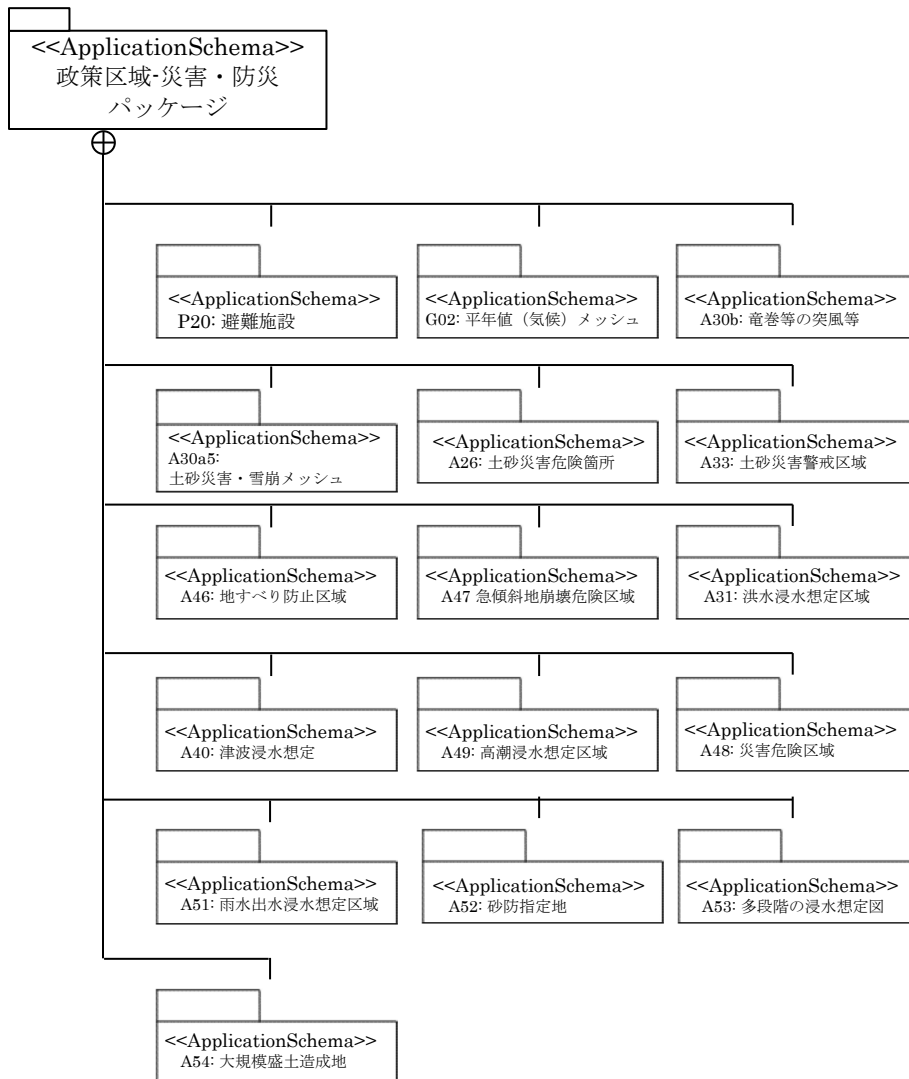 <<ApplicationSchema>>
政策区域-災害・防災
パッケージ
<<ApplicationSchema>>
P20: 避難施設
<<ApplicationSchema>>
G02: 平年値（気候）メッシュ
<<ApplicationSchema>>
A30b: 竜巻等の突風等
<<ApplicationSchema>>
A30a5:
土砂災害・雪崩メッシュ
<<ApplicationSchema>>
A26: 土砂災害危険箇所
<<ApplicationSchema>>
A33: 土砂災害警戒区域
<<ApplicationSchema>>
A46: 地すべり防止区域
<<ApplicationSchema>>
A47 急傾斜地崩壊危険区域
<<ApplicationSchema>>
A31: 洪水浸水想定区域
<<ApplicationSchema>>
A40: 津波浸水想定
<<ApplicationSchema>>
A49: 高潮浸水想定区域
<<ApplicationSchema>>
A48: 災害危険区域
<<ApplicationSchema>>
A51: 雨水出水浸水想定区域
<<ApplicationSchema>>
A52: 砂防指定地
<<ApplicationSchema>>
A53: 多段階の浸水想定図
<<ApplicationSchema>>
A54: 大規模盛土造成地